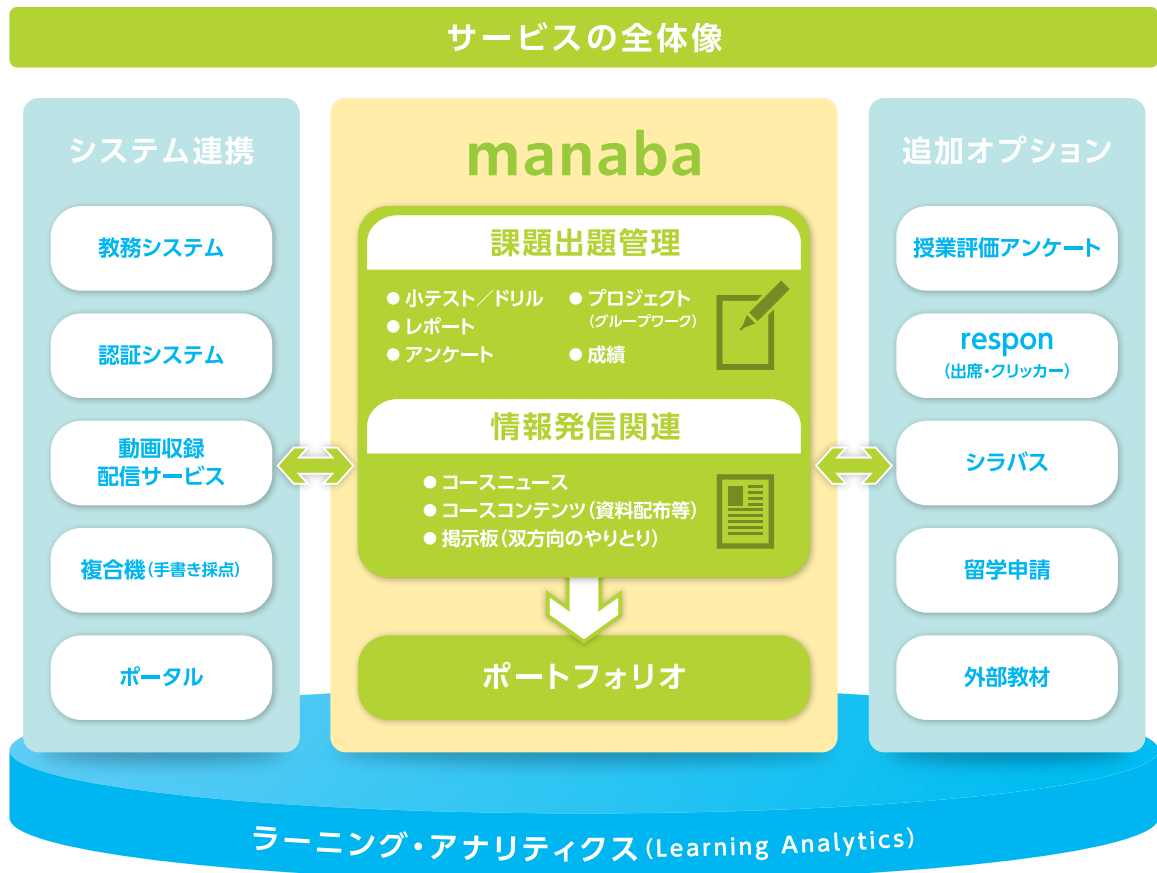 サービスの全体像
システム連携
教務システム
認証システム
動画収録
配信サービス
複合機(手書き採点)
ポータル
manaba
課題出題管理
● 小テスト／ドリル
● レポート
● アンケート
● プロジェクト
(グループワーク)
● 成績
情報発信関連
● コースニュース
● コースコンテンツ(資料配布等)
● 掲示板(双方向のやりとり)
ポートフォリオ
追加オプション
授業評価アンケート
respon
(出席・クリッカー)
シラバス
留学申請
外部教材
ラーニング・アナリティクス(Learning Analytics)